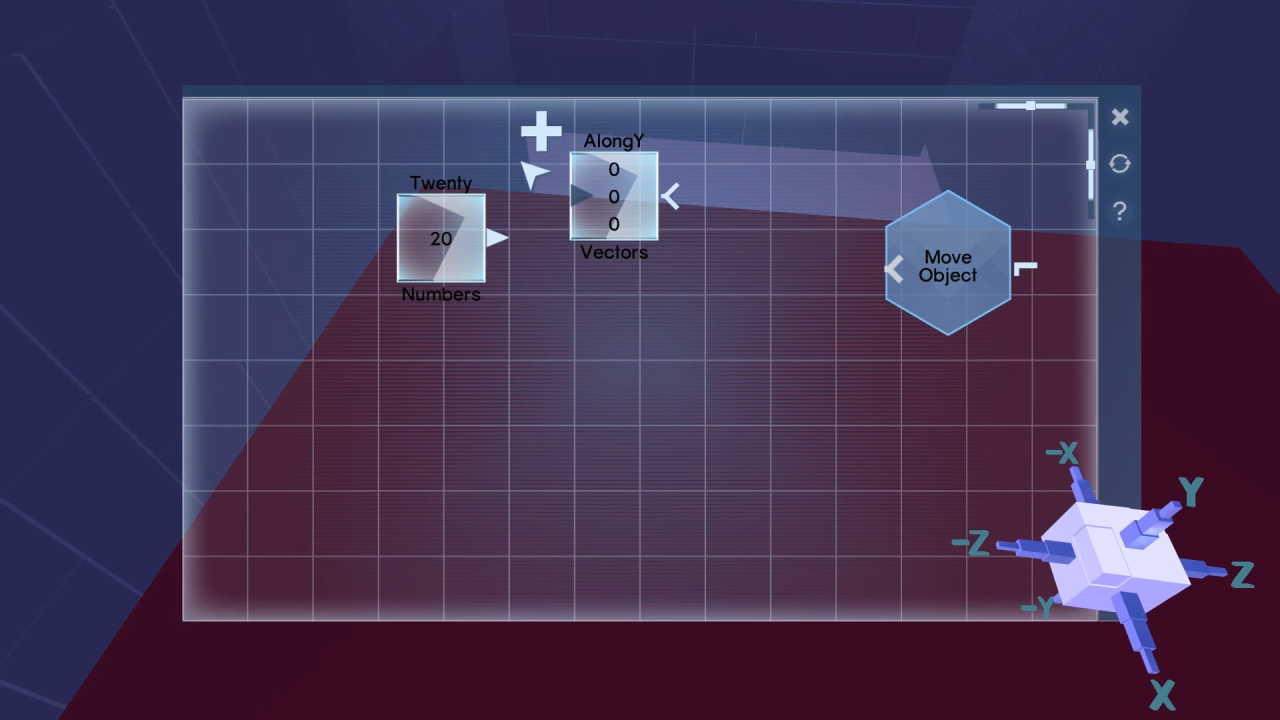 AlongY
0
0
0
Vectors
Twenty
20
Numbers
Move
Object
?
-X
Y
-Z
Z
-Y
X